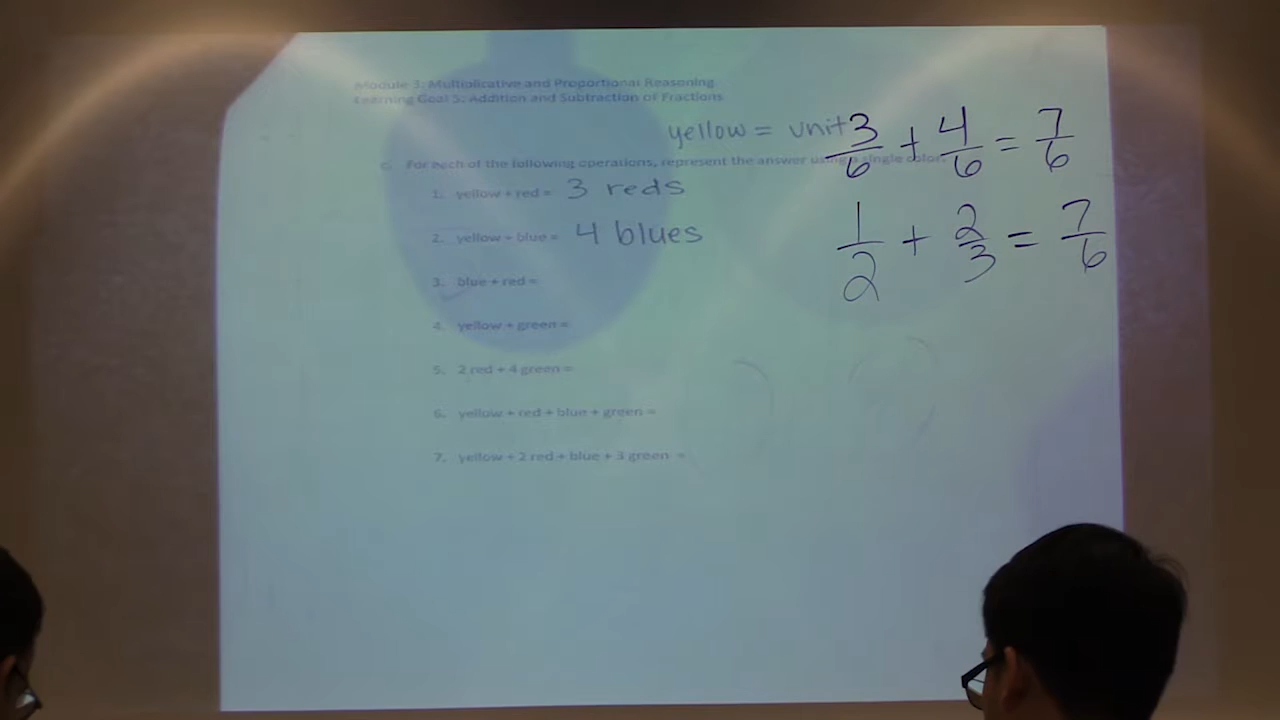 Module 3: Multiplicative and Proportional Reasoning
Learning Goal 5: Addition and Subtraction of Fractions
yellow = unit
3/6 + 4/6 = 7/6
c. For each of the following operations, represent the answer using a single color.
1. yellow + red = 3 reds
1/2 + 2/3 = 7/6
2. yellow + blue = 4 blues
3. blue + red =
4. yellow + green =
5. 2 red + 4 green =
6. yellow + red + blue + green =
7. yellow + 2 red + blue + 3 green =